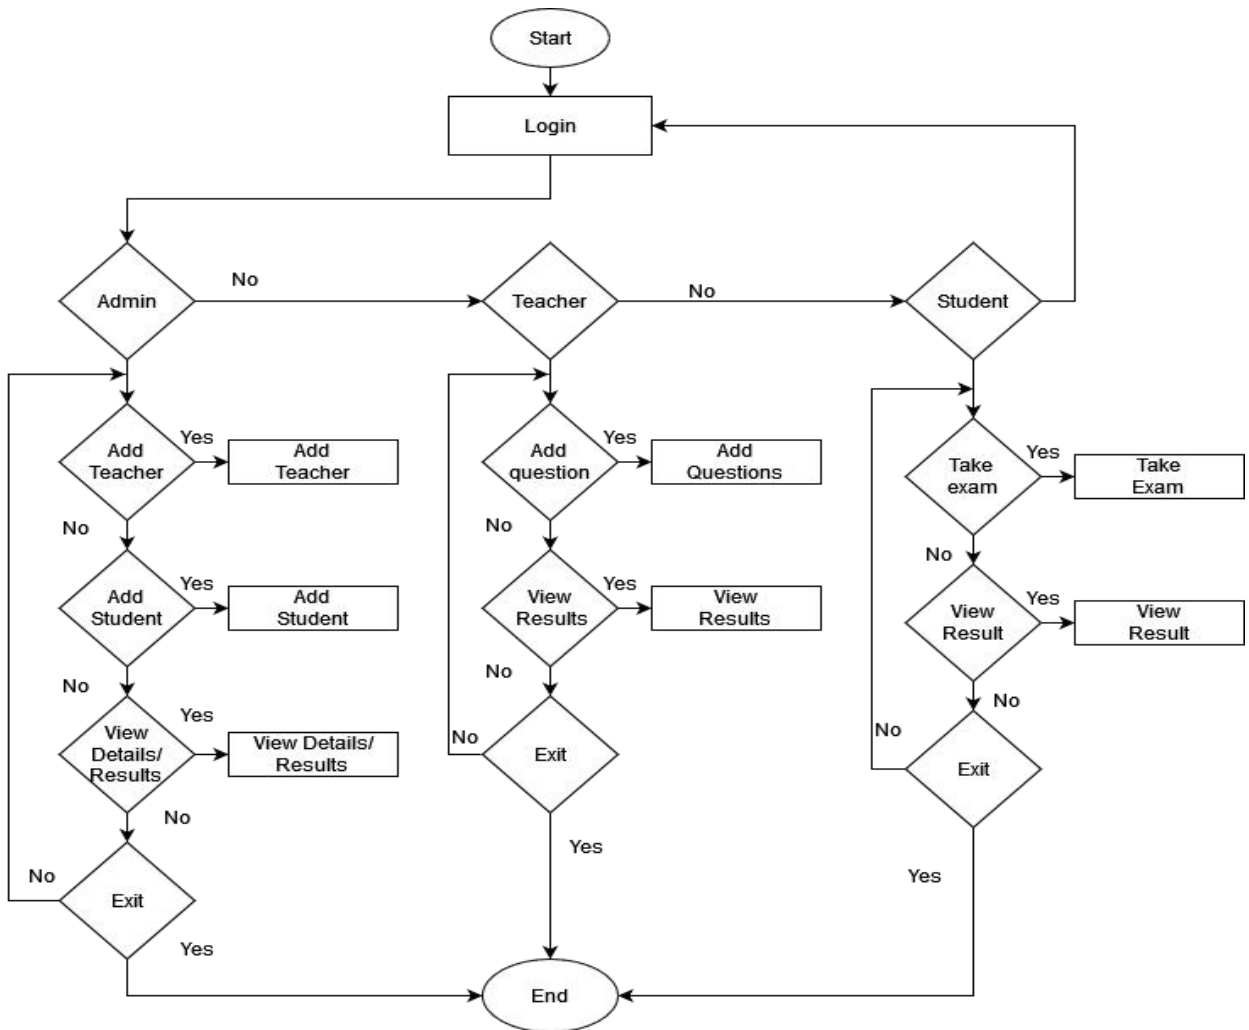 Start
Login
Admin
No
Teacher
No
Student
Add
Teacher
Yes
Add
Teacher
No
Add
Student
Yes
Add
Student
No
View
Details/
Results
Yes
View Details/
Results
No
Exit
No
Yes
Add
question
Yes
Add
Questions
No
View
Results
Yes
View
Results
No
Exit
No
Yes
Take
exam
Yes
Take
Exam
No
View
Result
Yes
View
Result
No
Exit
No
Yes
End